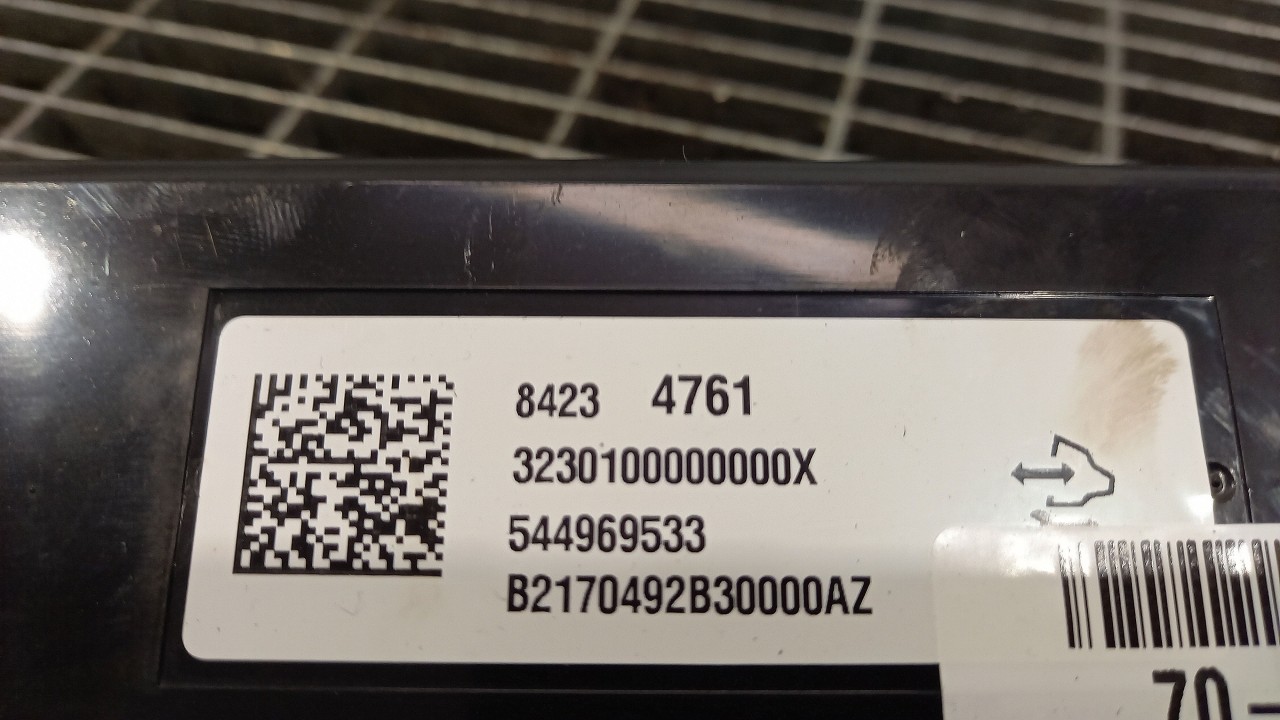 8423 4761
3230100000000X
544969533
B2170492B30000AZ
70-